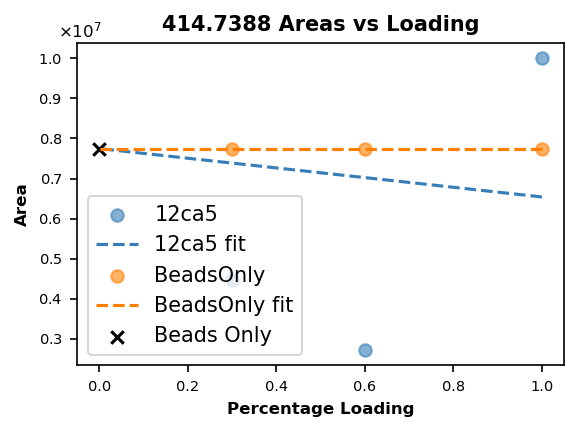 414.7388 Areas vs Loading
×10⁷
1.0
0.9
0.8
0.7
0.6
0.5
0.4
0.3
Area
12ca5
12ca5 fit
BeadsOnly
BeadsOnly fit
Beads Only
0.0 0.2 0.4 0.6 0.8 1.0
Percentage Loading